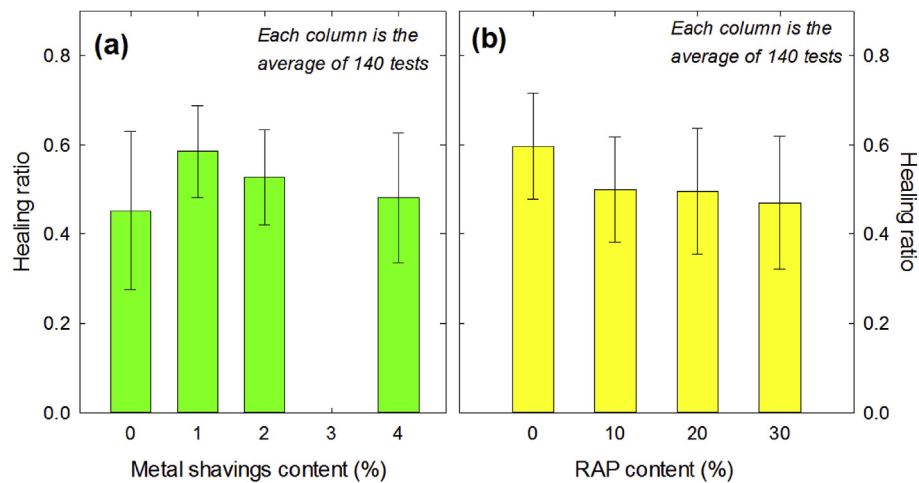 (a)
Each column is the
average of 140 tests
Healing ratio
0.8
0.6
0.4
0.2
0.0
0 1 2 3 4
Metal shavings content (%)
(b)
Each column is the
average of 140 tests
0.8
0.6
0.4
0.2
0.0
Healing ratio
0 10 20 30
RAP content (%)